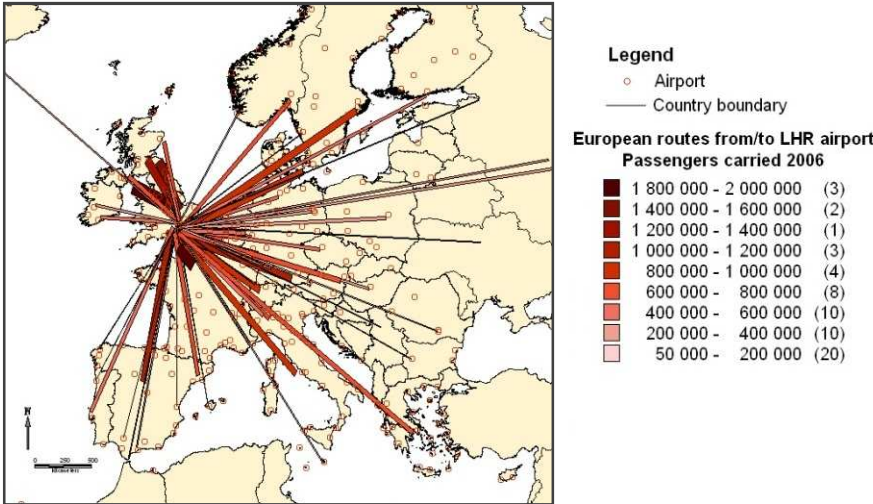 Legend
Airport
Country boundary
European routes from/to LHR airport
Passengers carried 2006
1 800 000 - 2 000 000 (3)
1 400 000 - 1 600 000 (2)
1 200 000 - 1 400 000 (1)
1 000 000 - 1 200 000 (3)
800 000 - 1 000 000 (4)
600 000 - 800 000 (8)
400 000 - 600 000 (10)
200 000 - 400 000 (10)
50 000 - 200 000 (20)
N
0 250 500